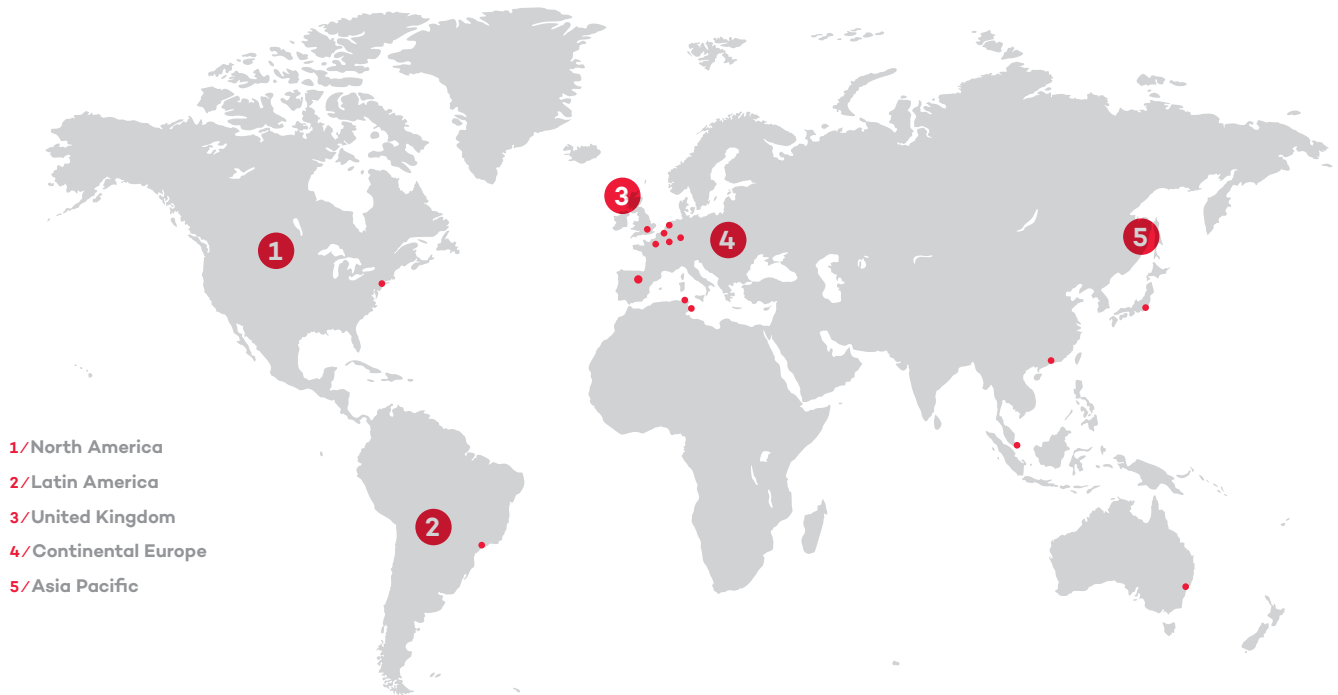 3
1
4
5
1/North America
2/Latin America
3/United Kingdom
2
4/Continental Europe
5/Asia Pacific